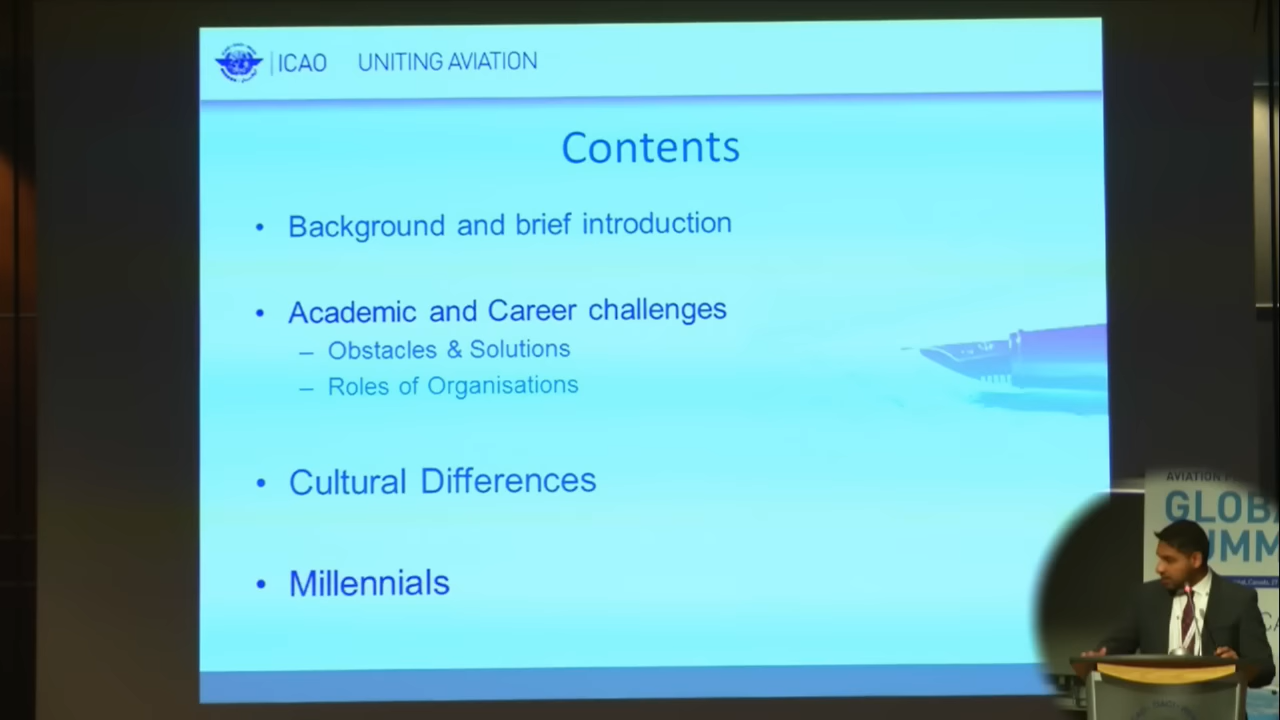 ICAO UNITING AVIATION
Contents
• Background and brief introduction
• Academic and Career challenges
– Obstacles & Solutions
– Roles of Organisations
• Cultural Differences
• Millennials
AVIATION
GLOB
UMM